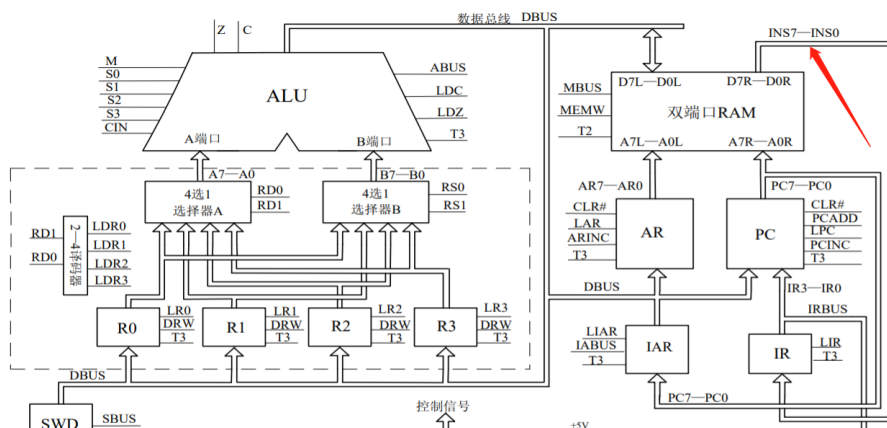 数据总线 DBUS
Z
C
INS7—INS0
M
S0
S1
S2
S3
CIN
ALU
A端口
B端口
ABUS
LDC
LDZ
T3
MBUS
MEMW
T2
D7L—D0L
D7R—D0R
双端口RAM
A7L—A0L
A7R—A0R
A7—A0
B7—B0
4选1
选择器A
RD0
RD1
4选1
选择器B
RS0
RS1
AR7—AR0
PC7—PC0
CLR#
LAR
ARINC
T3
AR
PC
CLR#
PCADD
LPC
PCINC
T3
RD1
RD0
2—4译码器
LDR0
LDR1
LDR2
LDR3
DBUS
IR3—IR0
IRBUS
R0
LR0
DRW
T3
R1
LR1
DRW
T3
R2
LR2
DRW
T3
R3
LR3
DRW
T3
LIAR
IABUS
T3
IAR
IR
LIR
T3
DBUS
PC7—PC0
SWD
SBUS
控制信号
+5V